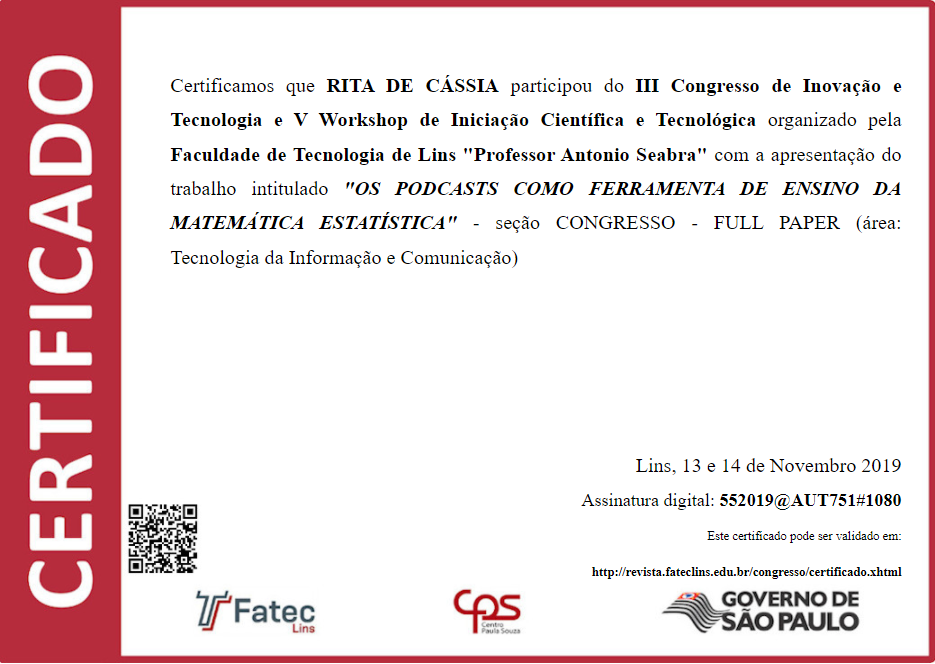 CERTIFICADO
Certificamos que RITA DE CÁSSIA participou do III Congresso de Inovação e
Tecnologia e V Workshop de Iniciação Científica e Tecnológica organizado pela
Faculdade de Tecnologia de Lins "Professor Antonio Seabra" com a apresentação do
trabalho intitulado "OS PODCASTS COMO FERRAMENTA DE ENSINO DA
MATEMÁTICA ESTATÍSTICA" - seção CONGRESSO - FULL PAPER (área:
Tecnologia da Informação e Comunicação)
Lins, 13 e 14 de Novembro 2019
Assinatura digital: 552019@AUT751#1080
Este certificado pode ser validado em:
http://revista.fateclins.edu.br/congresso/certificado.xhtml
Fatec
Lins
CPS
Centro
Paula Souza
GOVERNO DE
SÃO PAULO